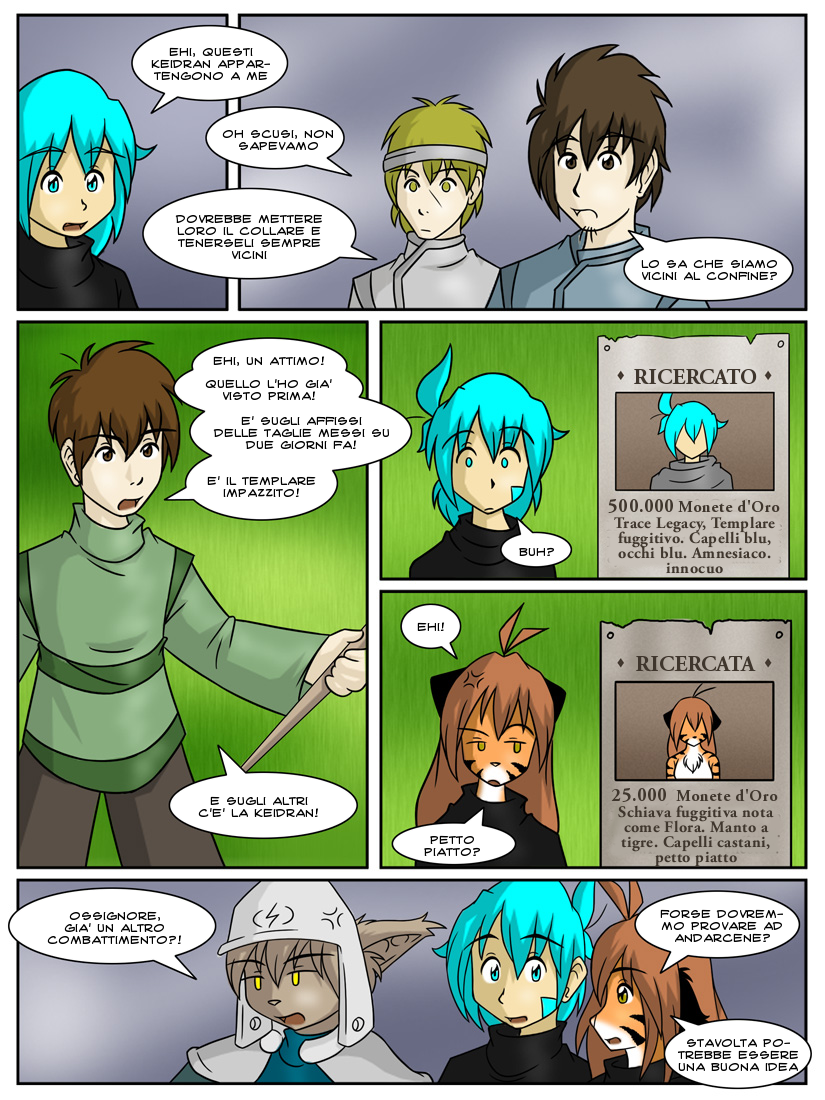 EHI, QUESTI
KEIDRAN APPAR-
TENGONO A ME
OH SCUSI, NON
SAPEVAMO
DOVREBBE METTERE
LORO IL COLLARE E
TENERSELI SEMPRE
VICINI
LO SA CHE SIAMO
VICINI AL CONFINE?
EHI, UN ATTIMO!
QUELLO L'HO GIA'
VISTO PRIMA!
E' SUGLI AFFISSI
DELLE TAGLIE MESSI SU
DUE GIORNI FA!
E' IL TEMPLARE
IMPAZZITO!
E SUGLI ALTRI
C'E' LA KEIDRAN!
BUH?
♦ RICERCATO ♦
500.000 Monete d'Oro
Trace Legacy, Templare
fuggitivo. Capelli blu,
occhi blu. Amnesiaco.
innocuo
EHI!
PETTO
PIATTO?
♦ RICERCATA ♦
25.000 Monete d'Oro
Schiava fuggitiva nota
come Flora. Manto a
tigre. Capelli castani,
petto piatto
OSSIGNORE,
GIA' UN ALTRO
COMBATTIMENTO?!
FORSE DOVREM-
MO PROVARE AD
ANDARCENE?
STAVOLTA PO-
TREBBE ESSERE
UNA BUONA IDEA